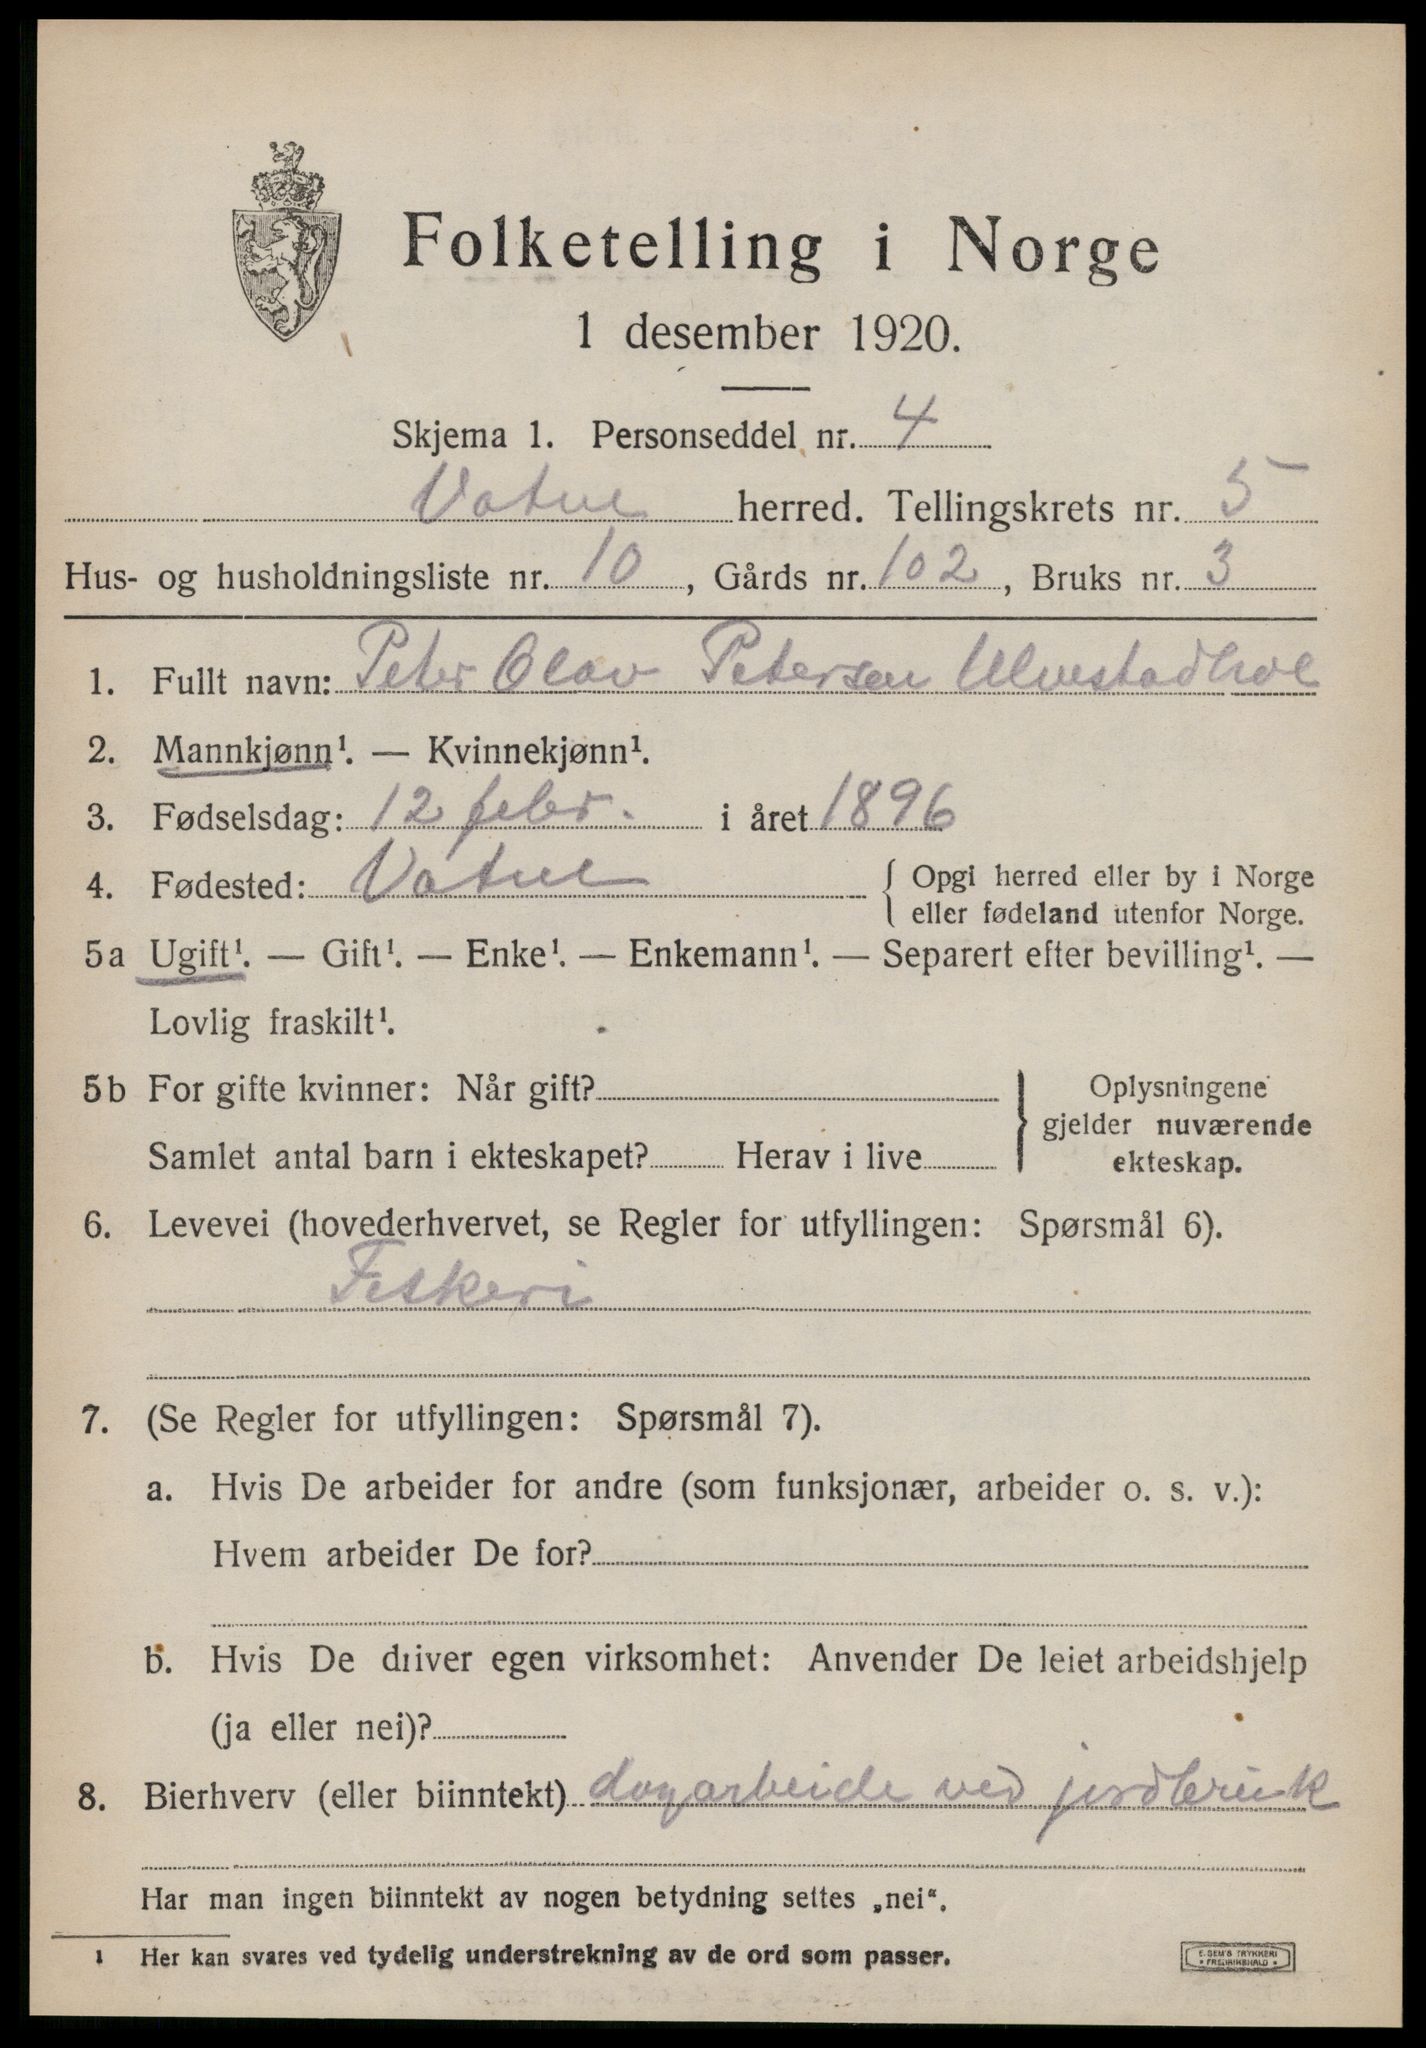 Folketelling i Norge
1 desember 1920.
Skjema 1. Personseddel nr. 4
Vatne herred. Tellingskrets nr. 5
Hus- og husholdningsliste nr. 10, Gårds nr. 102, Bruks nr. 3
1. Fullt navn: Peter Olav Petersen Ulvestadhol
2. Mannkjønn¹. — Kvinnekjønn¹.
3. Fødselsdag: 12 febr. i året 1896
4. Fødested: Vatne { Opgi herred eller by i Norge
eller fødeland utenfor Norge.
5a Ugift¹. — Gift¹. — Enke¹. — Enkemann¹. — Separert efter bevilling¹. —
Lovlig fraskilt¹.
5b For gifte kvinner: Når gift? } Oplysningene
gjelder nuværende
Samlet antal barn i ekteskapet? Herav i live
ekteskap.
6. Levevei (hovederhvervet, se Regler for utfyllingen: Spørsmål 6).
Fiskeri
7. (Se Regler for utfyllingen: Spørsmål 7).
a. Hvis De arbeider for andre (som funksjonær, arbeider o. s. v.):
Hvem arbeider De for?
b. Hvis De driver egen virksomhet: Anvender De leiet arbeidshjelp
(ja eller nei)?
8. Bierhverv (eller biinntekt) dagarbeide ved jordbruk
Har man ingen biinntekt av nogen betydning settes „nei“.
1 Her kan svares ved tydelig understrekning av de ord som passer.
E. SEM'S TRYKKERI
• FREDRIKSHALD •